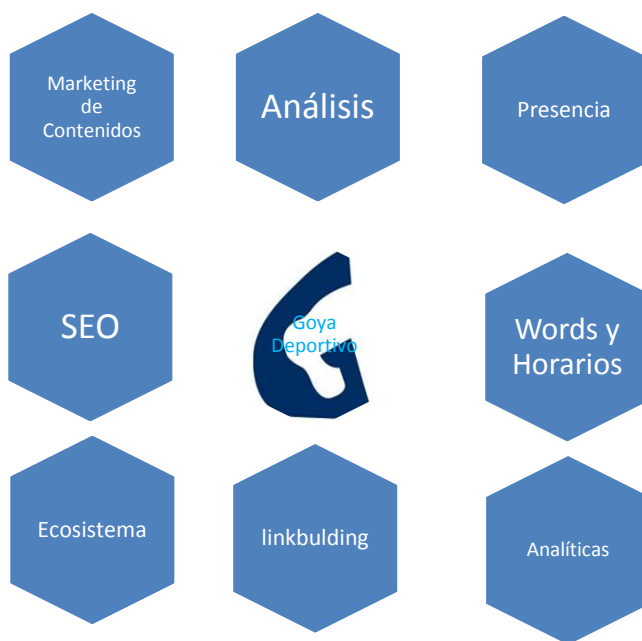 Marketing
de
Contenidos
Análisis
Presencia
SEO
Goya
Deportivo
Words y
Horarios
Ecosistema
linkbulding
Analíticas